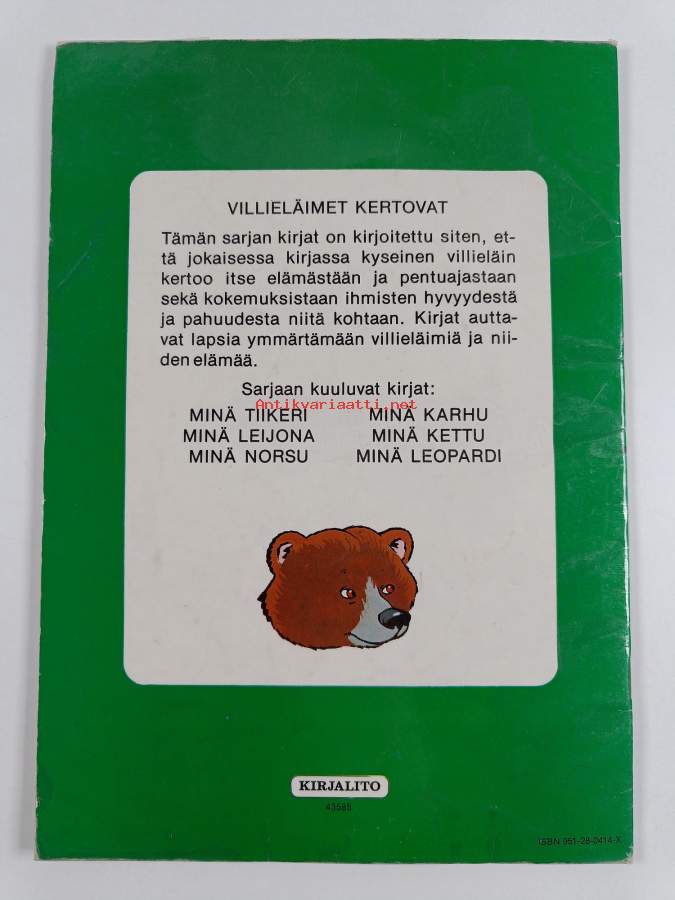 VILLIELÄIMET KERTOVAT
Tämän sarjan kirjat on kirjoitettu siten, et-
tä jokaisessa kirjassa kyseinen villieläin
kertoo itse elämästään ja pentuajastaan
sekä kokemuksistaan ihmisten hyvyydestä
ja pahuudesta niitä kohtaan. Kirjat autta-
vat lapsia ymmärtämään villieläimiä ja nii-
den elämää.
Sarjaan kuuluvat kirjat:
Antikvariaatti.net
MINÄ TIIKERI MINÄ KARHU
MINÄ LEIJONA MINÄ KETTU
MINÄ NORSU MINÄ LEOPARDI
KIRJALITO
43585
ISBN 951-28-0414-X